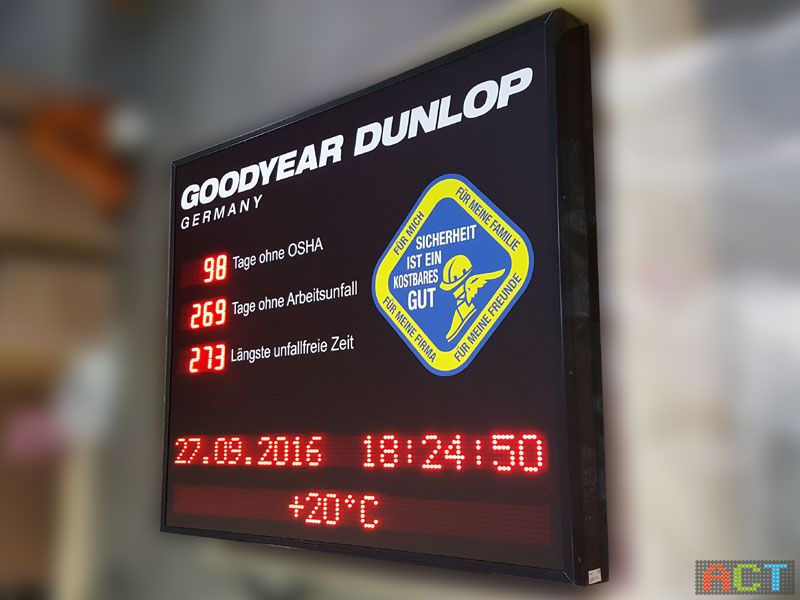 GOODYEAR DUNLOP
GERMANY
98 Tage ohne OSHA
269 Tage ohne Arbeitsunfall
273 Längste unfallfreie Zeit
FÜR MICH
FÜR MEINE FAMILIE
SICHERHEIT
IST EIN
KOSTBARES
GUT
FÜR MEINE FIRMA
FÜR MEINE FREUNDE
27.09.2016 18:24:50
+20°C
ACT